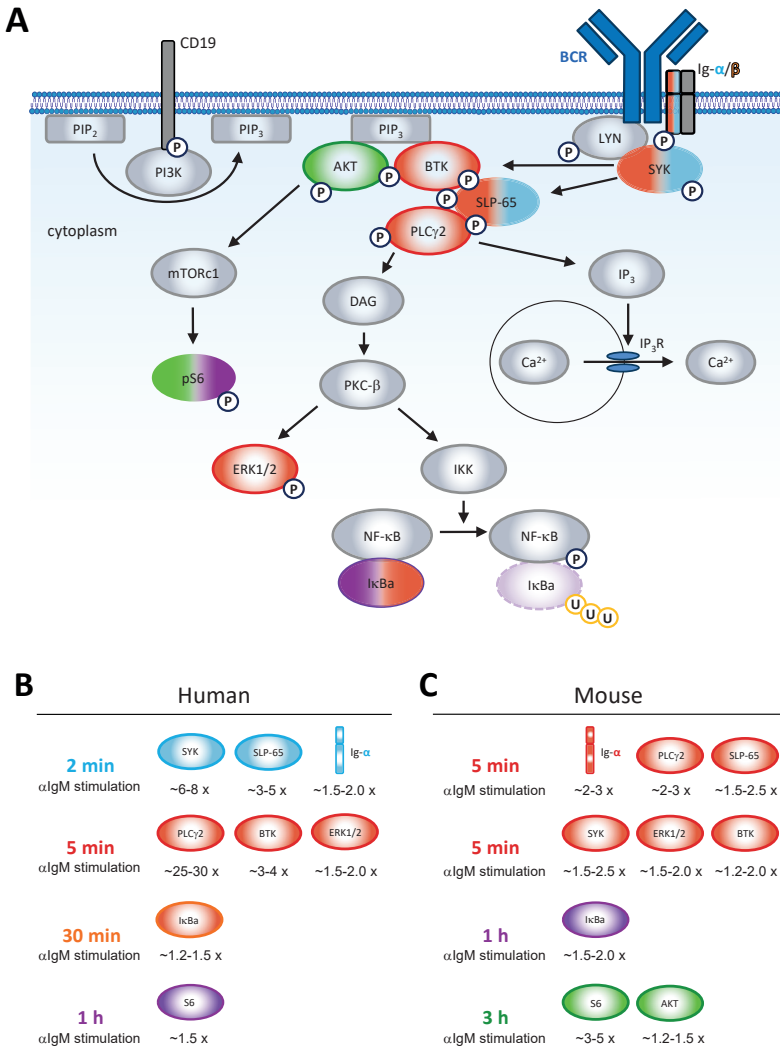 A
CD19
BCR
Ig-α/β
PIP2
PIP3
PIP3
LYN
P
P
P
PI3K
AKT
BTK
SYK
P
P
P
P
P
SLP-65
P
P
PLCγ2
P
cytoplasm
mTORc1
DAG
IP3
IP3R
Ca2+
Ca2+
pS6
P
PKC-β
ERK1/2
P
IKK
NF-κB
NF-κB
P
IκBa
IκBa
U
U
U
B
Human
2 min
αIgM stimulation
SYK
SLP-65
Ig-α
~6-8 x
~3-5 x
~1.5-2.0 x
5 min
αIgM stimulation
PLCγ2
BTK
ERK1/2
~25-30 x
~3-4 x
~1.5-2.0 x
30 min
αIgM stimulation
IκBa
~1.2-1.5 x
1 h
αIgM stimulation
S6
~1.5 x
C
Mouse
5 min
αIgM stimulation
Ig-α
PLCγ2
SLP-65
~2-3 x
~2-3 x
~1.5-2.5 x
5 min
αIgM stimulation
SYK
ERK1/2
BTK
~1.5-2.5 x
~1.5-2.0 x
~1.2-2.0 x
1 h
αIgM stimulation
IκBa
~1.5-2.0 x
3 h
αIgM stimulation
S6
AKT
~3-5 x
~1.2-1.5 x